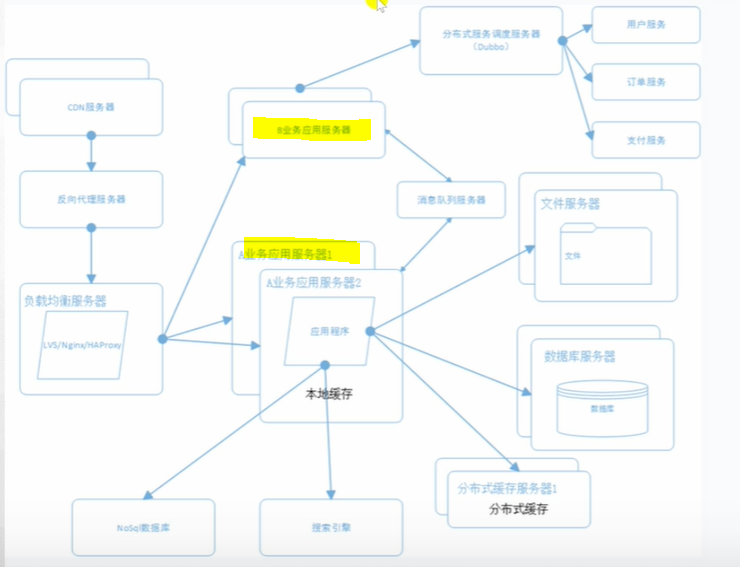 分布式服务调度服务器
（Dubbo）
用户服务
订单服务
支付服务
CDN服务器
B业务应用服务器
反向代理服务器
消息队列服务器
文件服务器
文件
A业务应用服务器1
A业务应用服务器2
应用程序
本地缓存
负载均衡服务器
LVS/Nginx/HAProxy
数据库服务器
数据库
分布式缓存服务器1
分布式缓存
NoSql数据库
搜索引擎